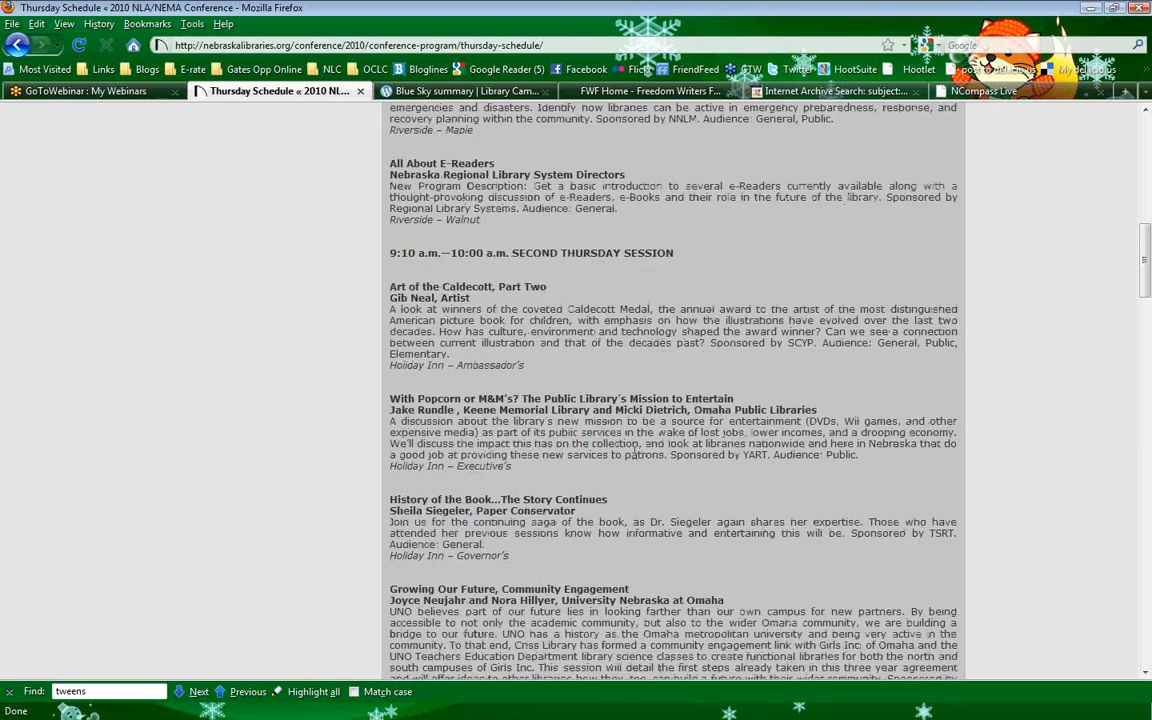 Thursday Schedule « 2010 NLA/NEMA Conference - Mozilla Firefox
File Edit View History Bookmarks Tools Help
http://nebraskalibraries.org/conference/2010/conference-program/thursday-schedule/
Google
Most Visited Links Blogs E-rate Gates Opp Online NLC OCLC Bloglines Google Reader (5) Facebook Flickr FriendFeed GTW Twitter HootSuite Hootlet post to delicious My delicious
GoToWebinar : My Webinars Thursday Schedule « 2010 NL... Blue Sky summary | Library Cam... FWF Home - Freedom Writers F... Internet Archive Search: subject:... NCompass Live
emergencies and disasters. Identify how libraries can be active in emergency preparedness, response, and
recovery planning within the community. Sponsored by NNLM. Audience: General, Public.
Riverside – Maple
All About E-Readers
Nebraska Regional Library System Directors
New Program Description: Get a basic introduction to several e-Readers currently available along with a
thought-provoking discussion of e-Readers, e-Books and their role in the future of the library. Sponsored by
Regional Library Systems. Audience: General.
Riverside – Walnut
9:10 a.m.—10:00 a.m. SECOND THURSDAY SESSION
Art of the Caldecott, Part Two
Gib Neal, Artist
A look at winners of the coveted Caldecott Medal, the annual award to the artist of the most distinguished
American picture book for children, with emphasis on how the illustrations have evolved over the last two
decades. How has culture, environment and technology shaped the award winner? Can we see a connection
between current illustration and that of the decades past? Sponsored by SCYP. Audience: General, Public,
Elementary.
Holiday Inn – Ambassador's
With Popcorn or M&M's? The Public Library's Mission to Entertain
Jake Rundle , Keene Memorial Library and Micki Dietrich, Omaha Public Libraries
A discussion about the library's new mission to be a source for entertainment (DVDs, Wii games, and other
expensive media) as part of its public services in the wake of lost jobs, lower incomes, and a drooping economy.
We'll discuss the impact this has on the collection, and look at libraries nationwide and here in Nebraska that do
a good job at providing these new services to patrons. Sponsored by YART. Audience: Public.
Holiday Inn – Executive's
History of the Book...The Story Continues
Sheila Siegeler, Paper Conservator
Join us for the continuing saga of the book, as Dr. Siegeler again shares her expertise. Those who have
attended her previous sessions know how informative and entertaining this will be. Sponsored by TSRT.
Audience: General.
Holiday Inn – Governor's
Growing Our Future, Community Engagement
Joyce Neujahr and Nora Hillyer, University Nebraska at Omaha
UNO believes part of our future lies in looking farther than our own campus for new partners. By being
accessible to not only the academic community, but also to the wider Omaha community, we are building a
bridge to our future. UNO has a history as the Omaha metropolitan university and being very active in the
community. To that end, Criss Library has formed a community engagement link with Girls Inc. of Omaha and the
UNO Teachers Education Department library science classes to create functional libraries for both the north and
south campuses of Girls Inc. This session will detail the first steps already taken in this three year agreement
and will offer ideas to other libraries how they, too, can build a future with their wider community. Sponsored
Find: tweens Next Previous Highlight all Match case
Done